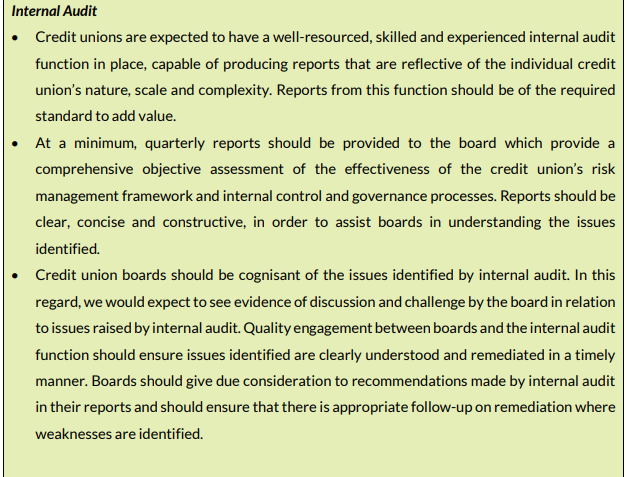 Internal Audit
• Credit unions are expected to have a well-resourced, skilled and experienced internal audit
function in place, capable of producing reports that are reflective of the individual credit
union's nature, scale and complexity. Reports from this function should be of the required
standard to add value.
• At a minimum, quarterly reports should be provided to the board which provide a
comprehensive objective assessment of the effectiveness of the credit union's risk
management framework and internal control and governance processes. Reports should be
clear, concise and constructive, in order to assist boards in understanding the issues
identified.
• Credit union boards should be cognisant of the issues identified by internal audit. In this
regard, we would expect to see evidence of discussion and challenge by the board in relation
to issues raised by internal audit. Quality engagement between boards and the internal audit
function should ensure issues identified are clearly understood and remediated in a timely
manner. Boards should give due consideration to recommendations made by internal audit
in their reports and should ensure that there is appropriate follow-up on remediation where
weaknesses are identified.